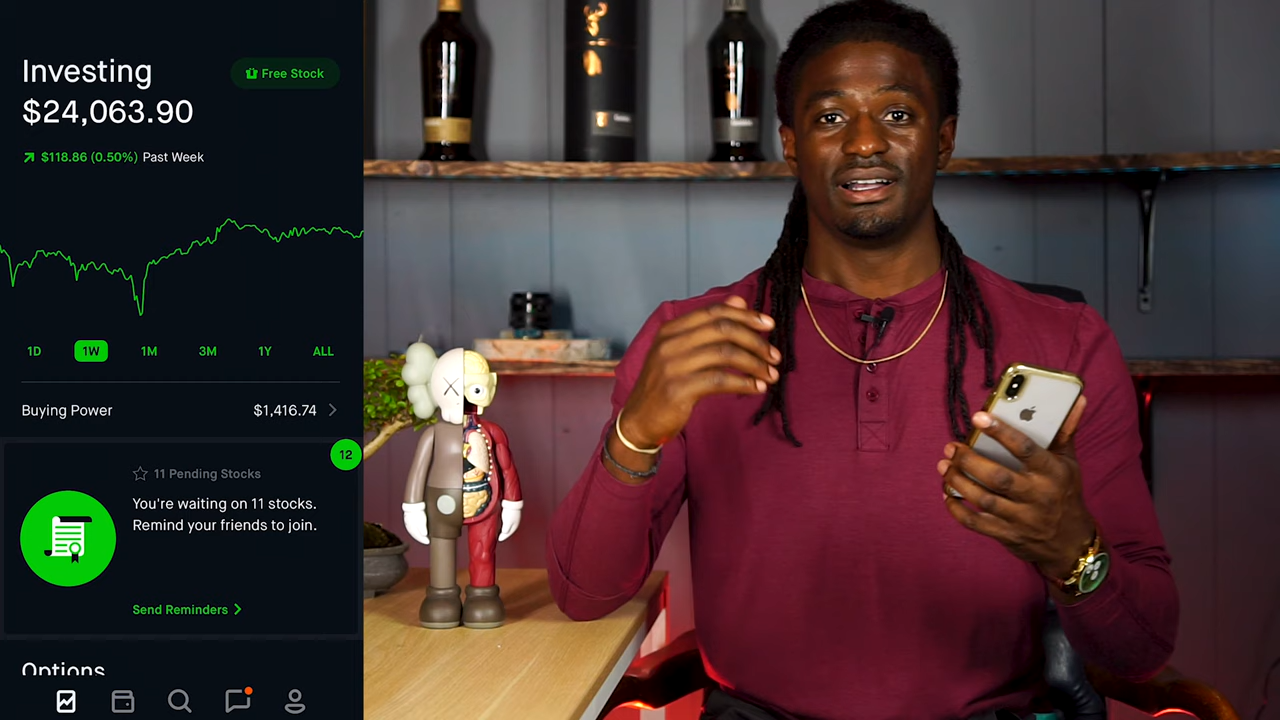 Investing
Free Stock
$24,063.90
$118.86 (0.50%) Past Week
1D 1W 1M 3M 1Y ALL
Buying Power $1,416.74
12
11 Pending Stocks
You're waiting on 11 stocks.
Remind your friends to join.
Send Reminders
Options